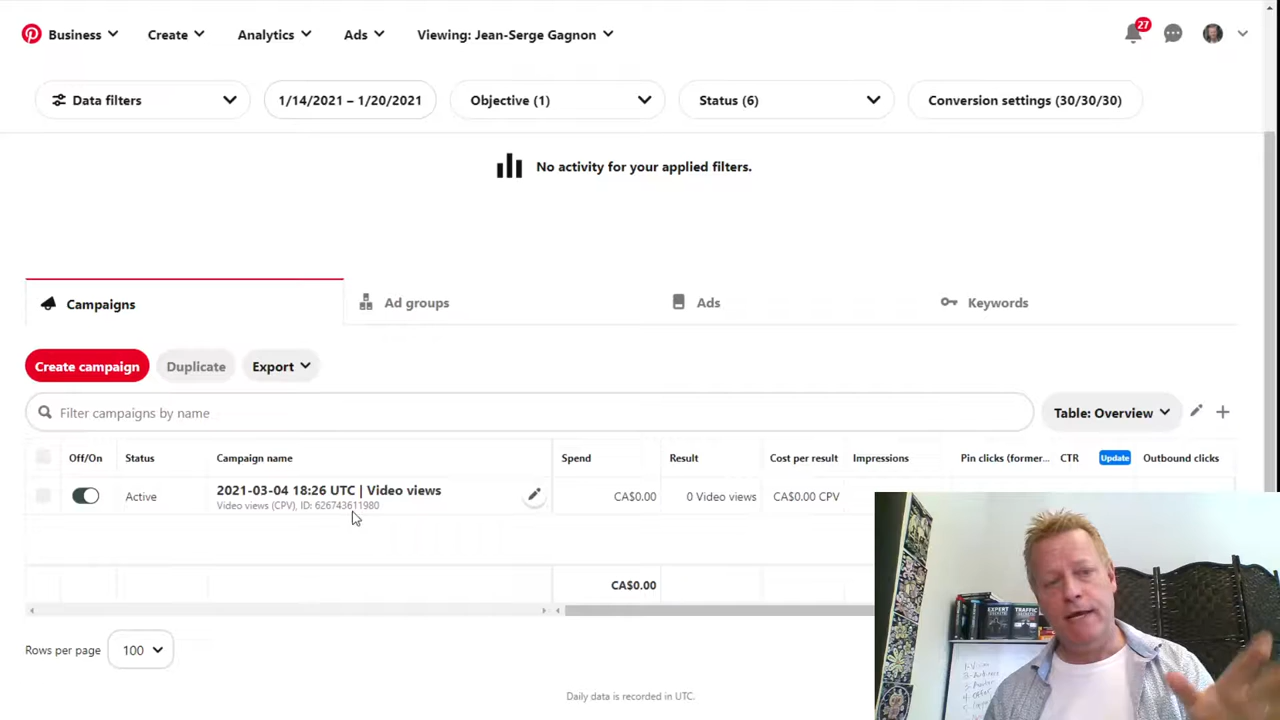 Business Create Analytics Ads Viewing: Jean-Serge Gagnon 27
Data filters 1/14/2021 – 1/20/2021 Objective (1) Status (6) Conversion settings (30/30/30)
No activity for your applied filters.
Campaigns Ad groups Ads Keywords
Create campaign Duplicate Export
Filter campaigns by name Table: Overview
Off/On Status Campaign name Spend Result Cost per result Impressions Pin clicks (former... CTR Update Outbound clicks
Active 2021-03-04 18:26 UTC | Video views CA$0.00 0 Video views CA$0.00 CPV
Video views (CPV), ID: 626743611980
CA$0.00
EXPERT TRAFFIC
Rows per page 100
Daily data is recorded in UTC.